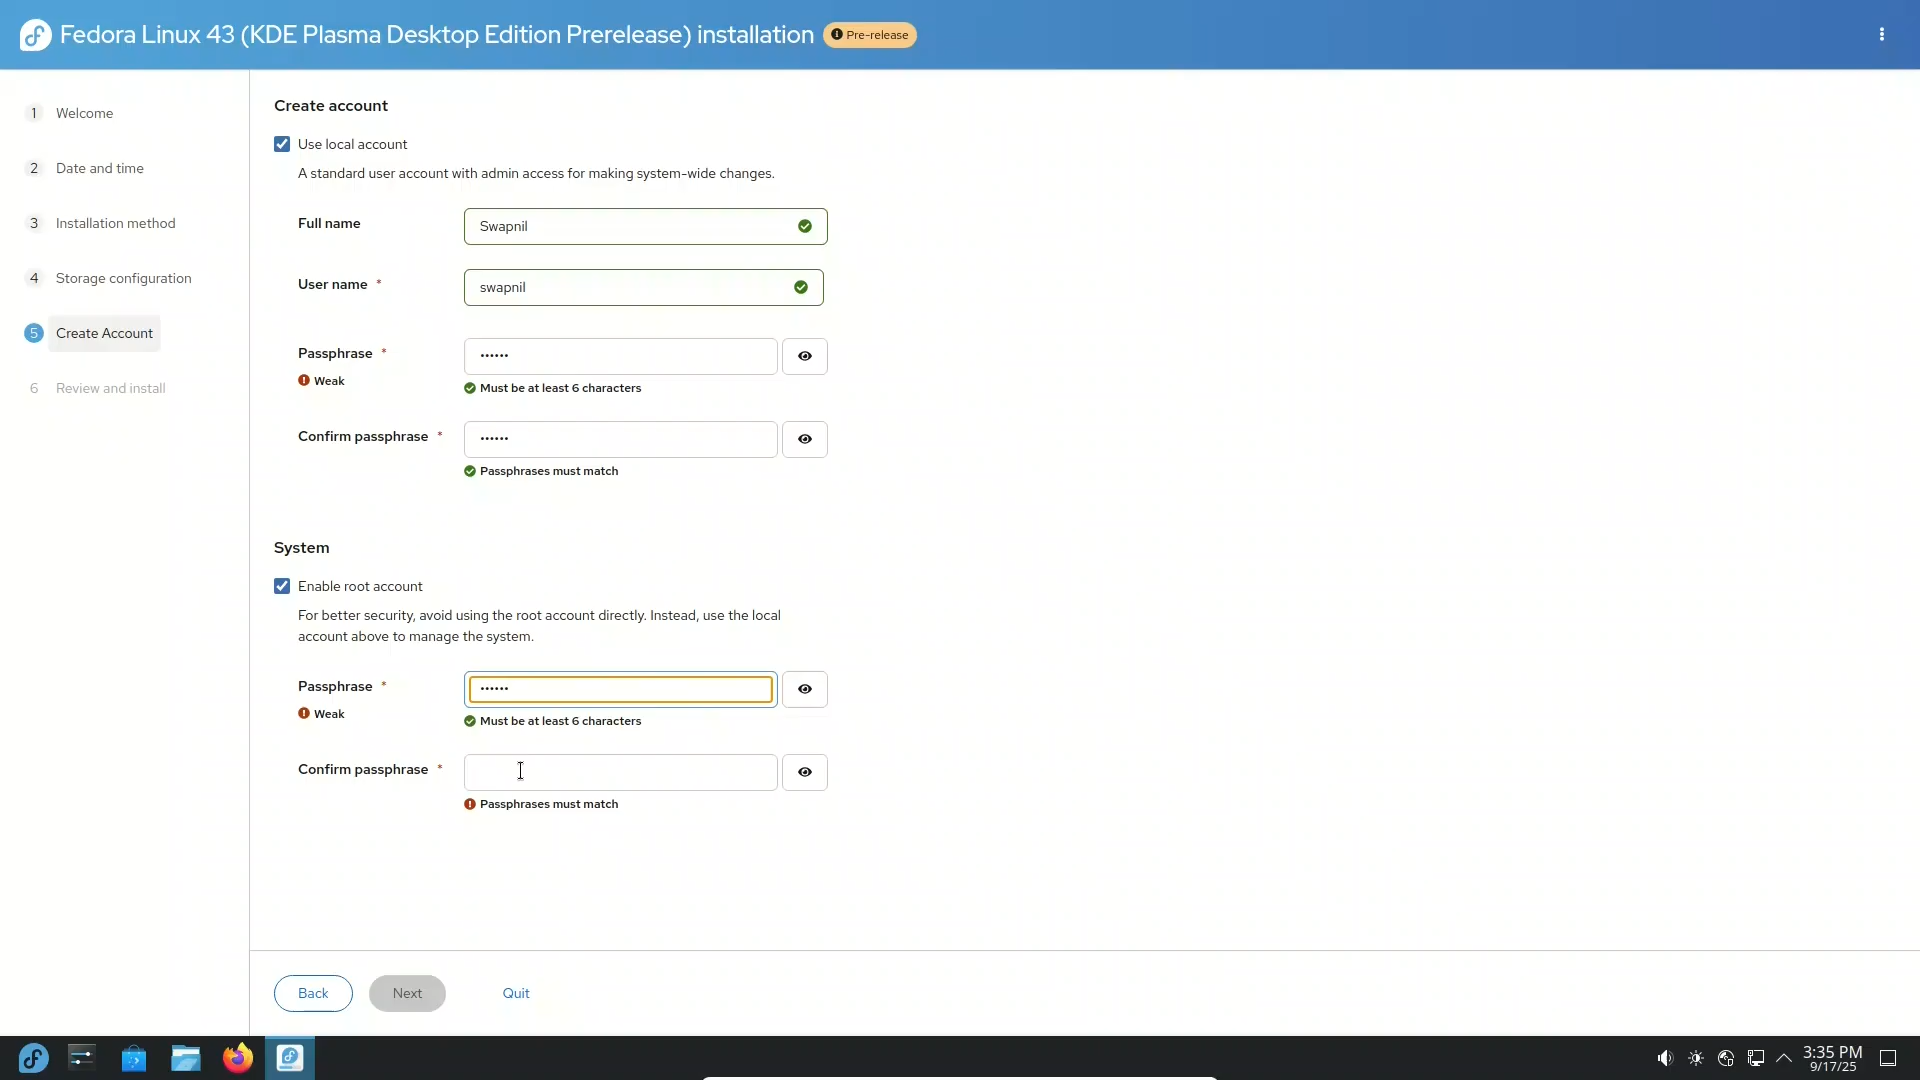 Fedora Linux 43 (KDE Plasma Desktop Edition Prerelease) installation
Pre-release
1 Welcome
2 Date and time
3 Installation method
4 Storage configuration
5 Create Account
6 Review and install
Create account
Use local account
A standard user account with admin access for making system-wide changes.
Full name
Swapnil
User name *
swapnil
Passphrase *
••••••
Weak
Must be at least 6 characters
Confirm passphrase *
••••••
Passphrases must match
System
Enable root account
For better security, avoid using the root account directly. Instead, use the local
account above to manage the system.
Passphrase *
••••••
Weak
Must be at least 6 characters
Confirm passphrase *
Passphrases must match
Back
Next
Quit
3:35 PM
9/17/25